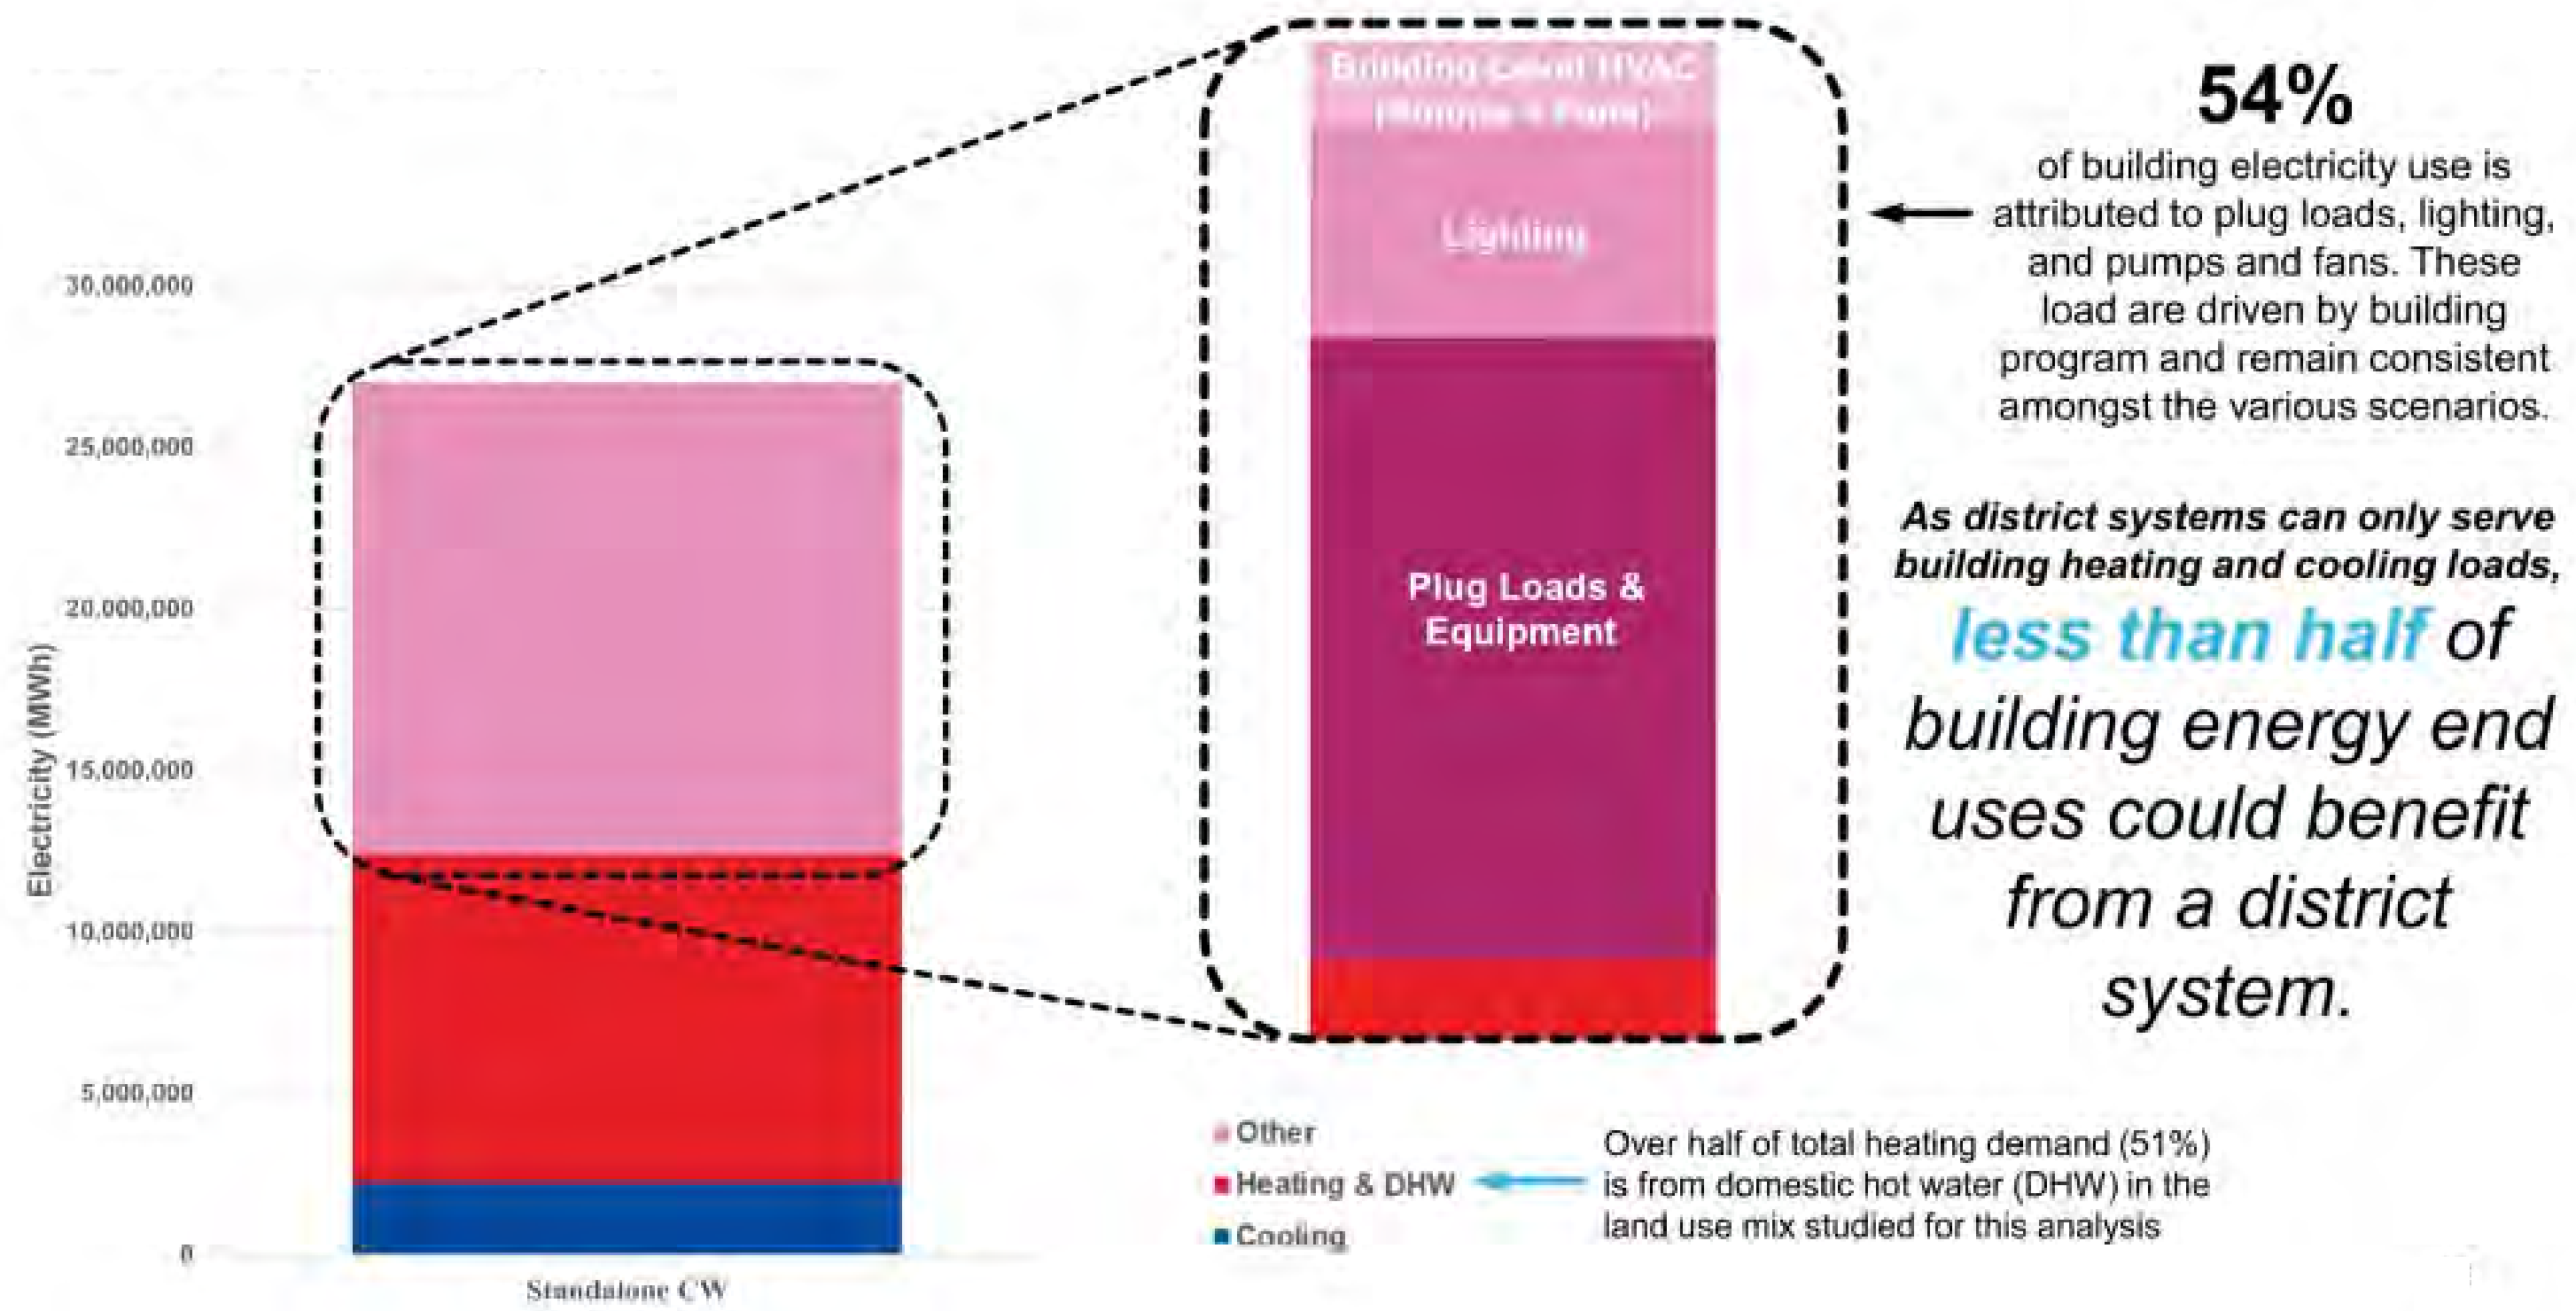 30,000,000
25,000,000
20,000,000
15,000,000
10,000,000
5,000,000
0
Electricity (MWh)
Standalone CW
Building Level HVAC
Lighting
Plug Loads &
Equipment
54%
of building electricity use is
attributed to plug loads, lighting,
and pumps and fans. These
load are driven by building
program and remain consistent
amongst the various scenarios.
As district systems can only serve
building heating and cooling loads,
less than half of
building energy end
uses could benefit
from a district
system.
Other
Heating & DHW
Cooling
Over half of total heating demand (51%)
is from domestic hot water (DHW) in the
land use mix studied for this analysis